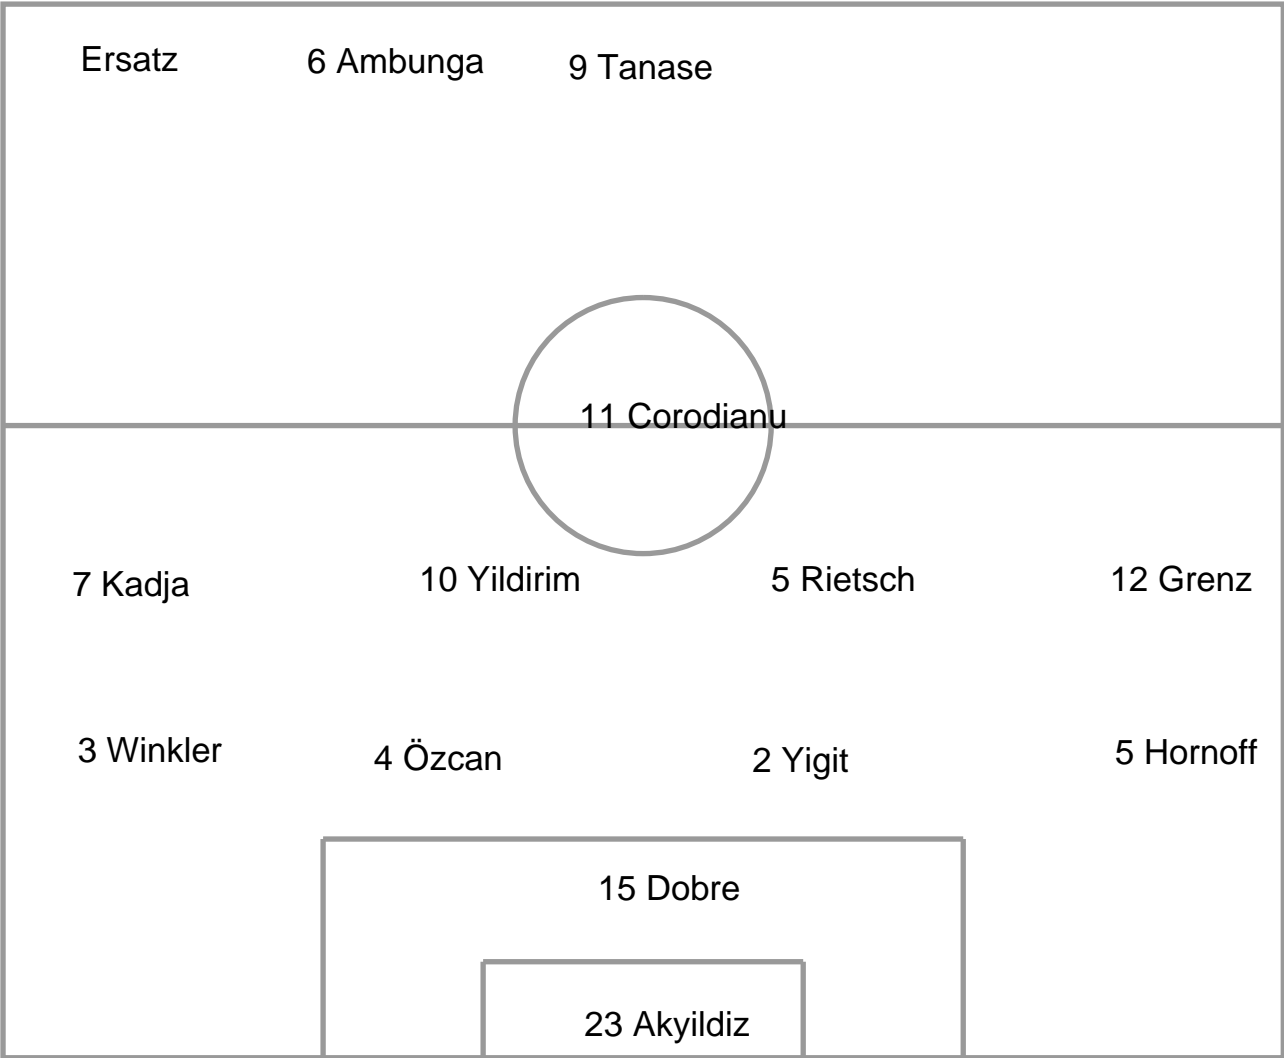 Ersatz 6 Ambunga 9 Tanase
11 Corodianu
7 Kadja 10 Yildirim 5 Rietsch 12 Grenz
3 Winkler 4 Özcan 2 Yigit 5 Hornoff
15 Dobre
23 Akyildiz